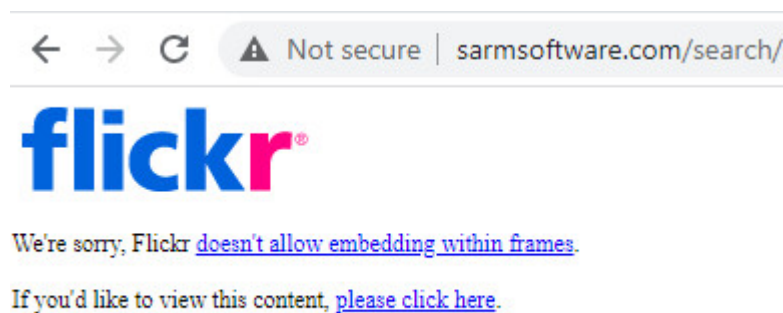 Not secure | sarmsoftware.com/search/
flickr®
We're sorry, Flickr doesn't allow embedding within frames.
If you'd like to view this content, please click here.